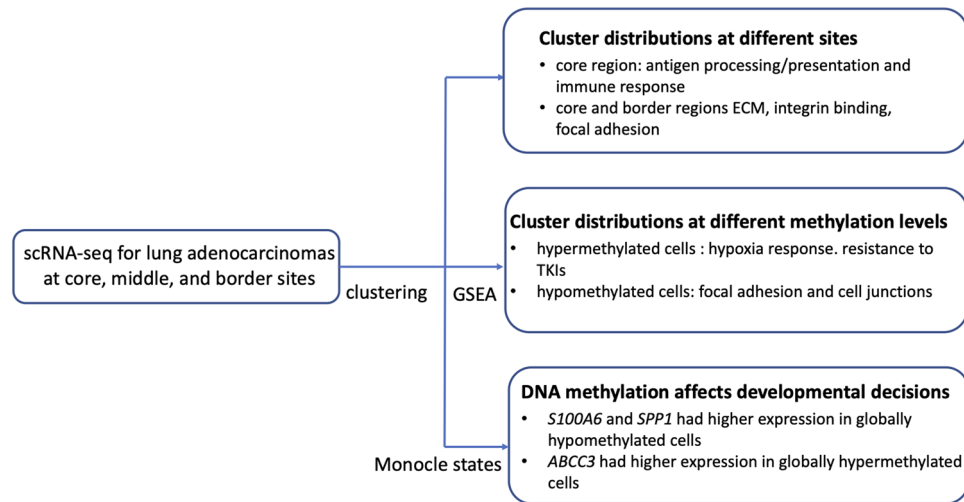 Cluster distributions at different sites
• core region: antigen processing/presentation and
immune response
• core and border regions ECM, integrin binding,
focal adhesion
scRNA-seq for lung adenocarcinomas
at core, middle, and border sites
clustering
GSEA
Cluster distributions at different methylation levels
• hypermethylated cells : hypoxia response. resistance to
TKIs
• hypomethylated cells: focal adhesion and cell junctions
Monocle states
DNA methylation affects developmental decisions
• S100A6 and SPP1 had higher expression in globally
hypomethylated cells
• ABCC3 had higher expression in globally hypermethylated
cells